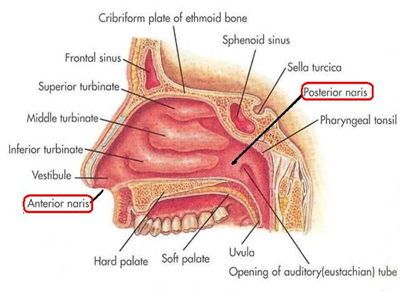 Cribriform plate of ethmoid bone
Sphenoid sinus
Frontal sinus
Sella turcica
Superior turbinate
Posterior naris
Middle turbinate
Pharyngeal tonsil
Inferior turbinate
Vestibule
Anterior naris
Hard palate
Soft palate
Uvula
Opening of auditory(eustachian) tube